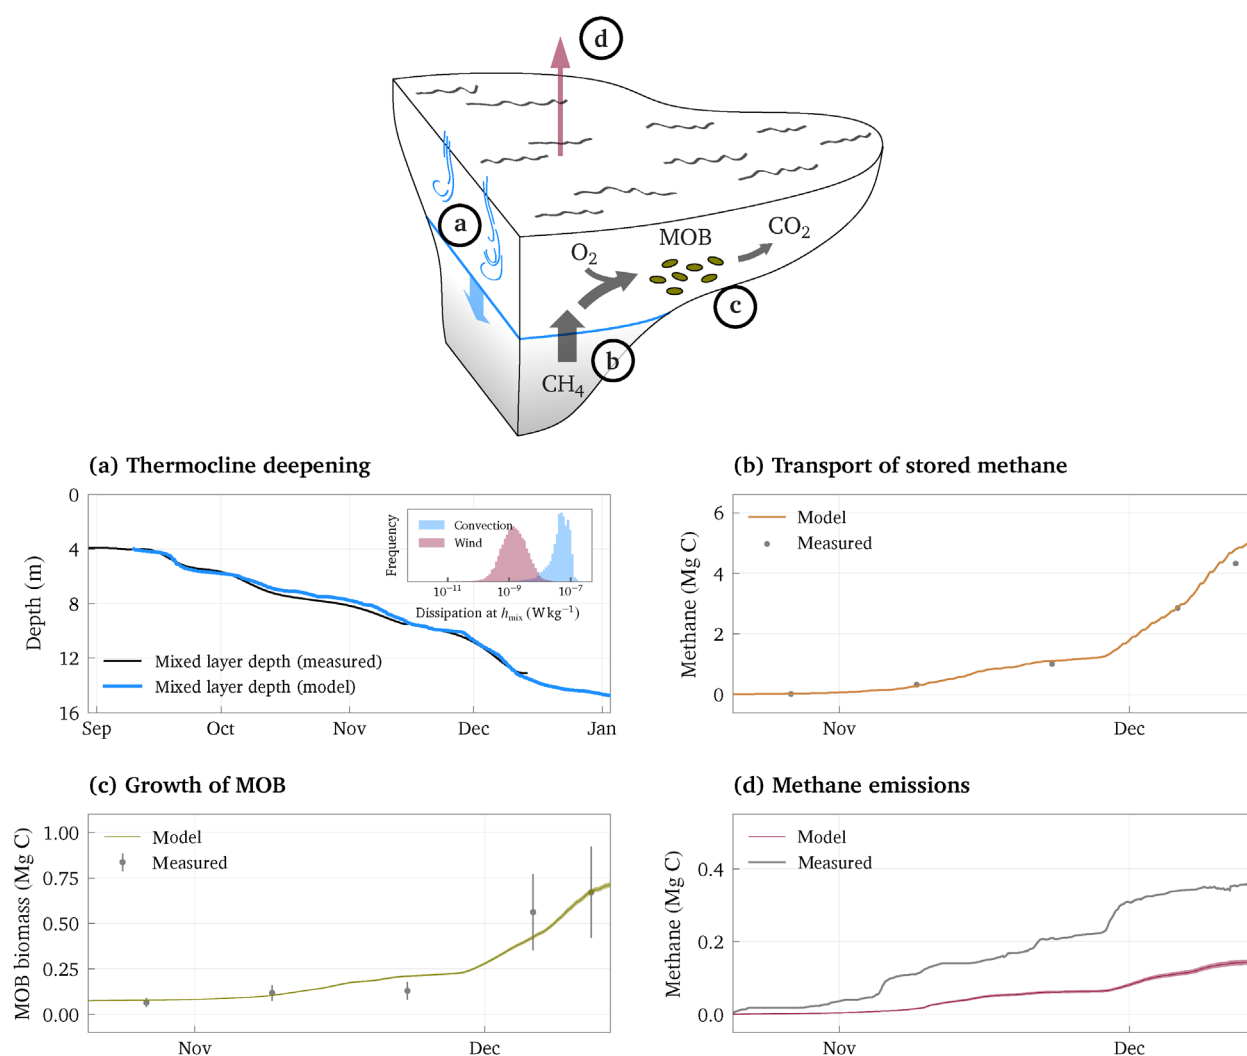 d
a
O₂
MOB
CO₂
c
b
CH₄
(a) Thermocline deepening
0
4
8
12
16
Depth (m)
Frequency
Convection
Wind
10⁻¹¹
10⁻⁹
10⁻⁷
Dissipation at hₘᵢₓ (W kg⁻¹)
Mixed layer depth (measured)
Mixed layer depth (model)
Sep
Oct
Nov
Dec
Jan
(b) Transport of stored methane
6
4
2
0
Methane (Mg C)
Model
Measured
Nov
Dec
(c) Growth of MOB
1.00
0.75
0.50
0.25
0.00
MOB biomass (Mg C)
Model
Measured
Nov
Dec
(d) Methane emissions
0.4
0.2
0.0
Methane (Mg C)
Model
Measured
Nov
Dec